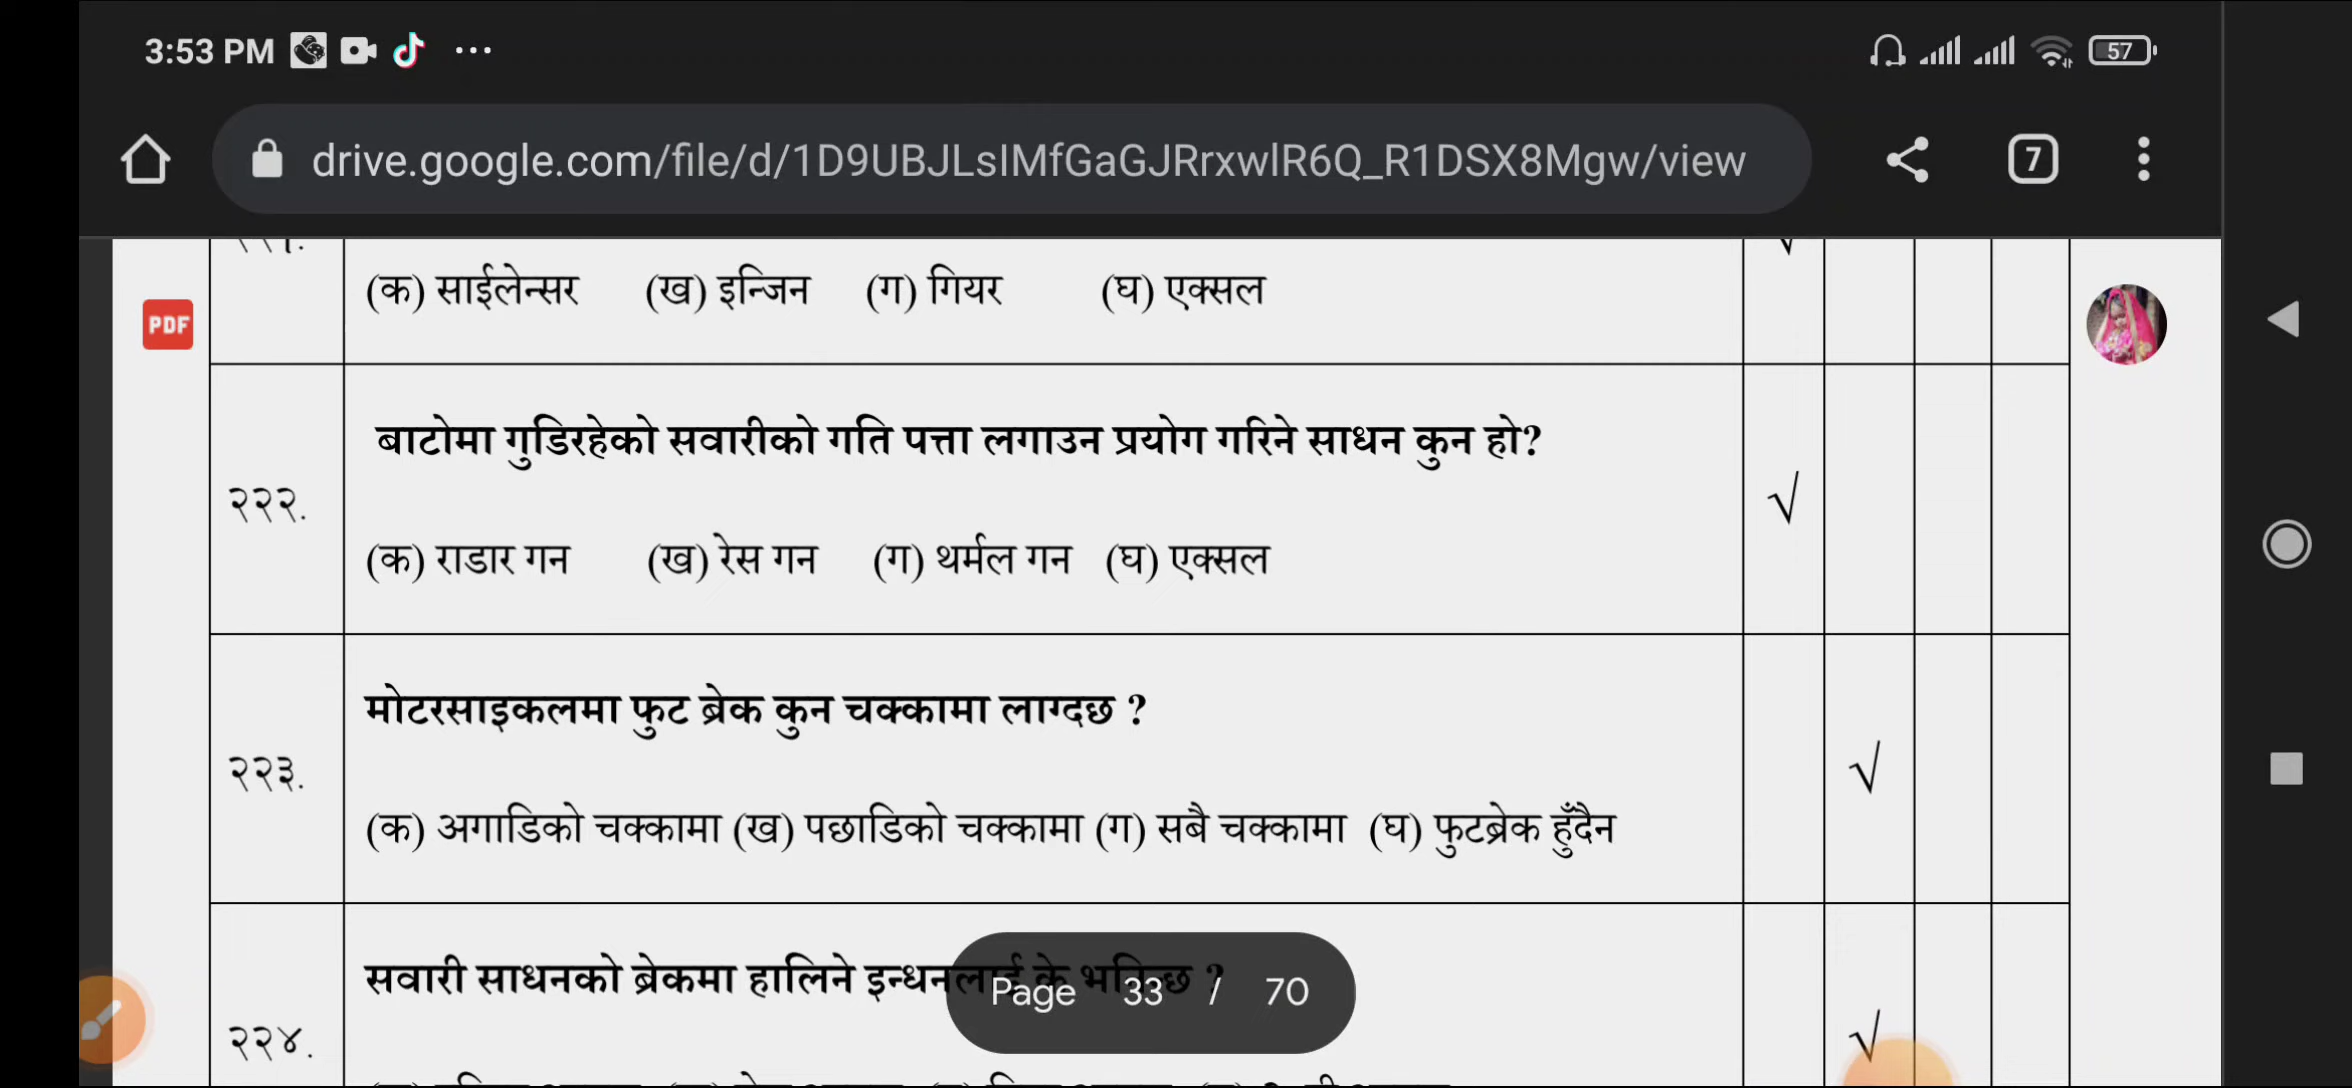 3:53 PM
57
drive.google.com/file/d/1D9UBJLsIMfGaGJRrxwlR6Q_R1DSX8Mgw/view
7
PDF
(क) साईलेन्सर (ख) इन्जिन (ग) गियर (घ) एक्सल
बाटोमा गुडिरहेको सवारीको गति पत्ता लगाउन प्रयोग गरिने साधन कुन हो?
२२२. √
(क) राडार गन (ख) रेस गन (ग) थर्मल गन (घ) एक्सल
मोटरसाइकलमा फुट ब्रेक कुन चक्कामा लाग्दछ ?
२२३. √
(क) अगाडिको चक्कामा (ख) पछाडिको चक्कामा (ग) सबै चक्कामा (घ) फुटब्रेक हुँदैन
सवारी साधनको ब्रेकमा हालिने इन्धनलाई के भनिन्छ ?
Page 33 / 70
२२४. √